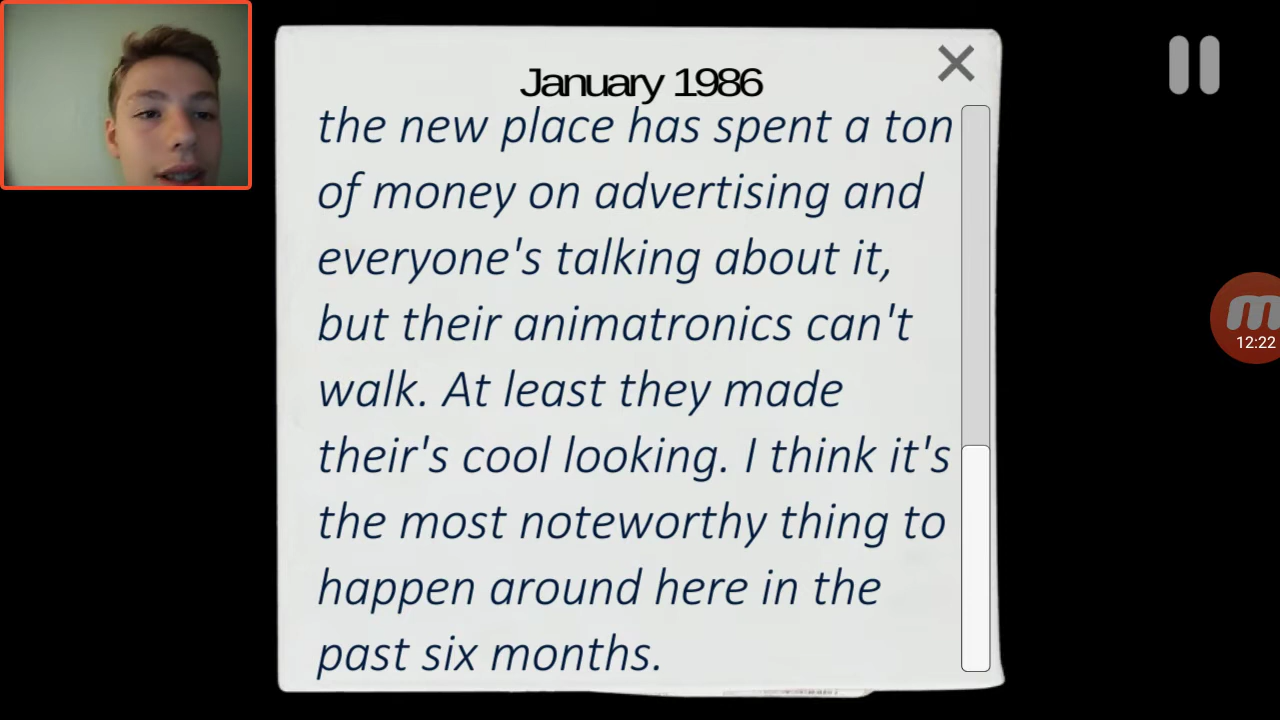 January 1986
the new place has spent a ton
of money on advertising and
everyone's talking about it,
but their animatronics can't
walk. At least they made
their's cool looking. I think it's
the most noteworthy thing to
happen around here in the
past six months.
m
12:22